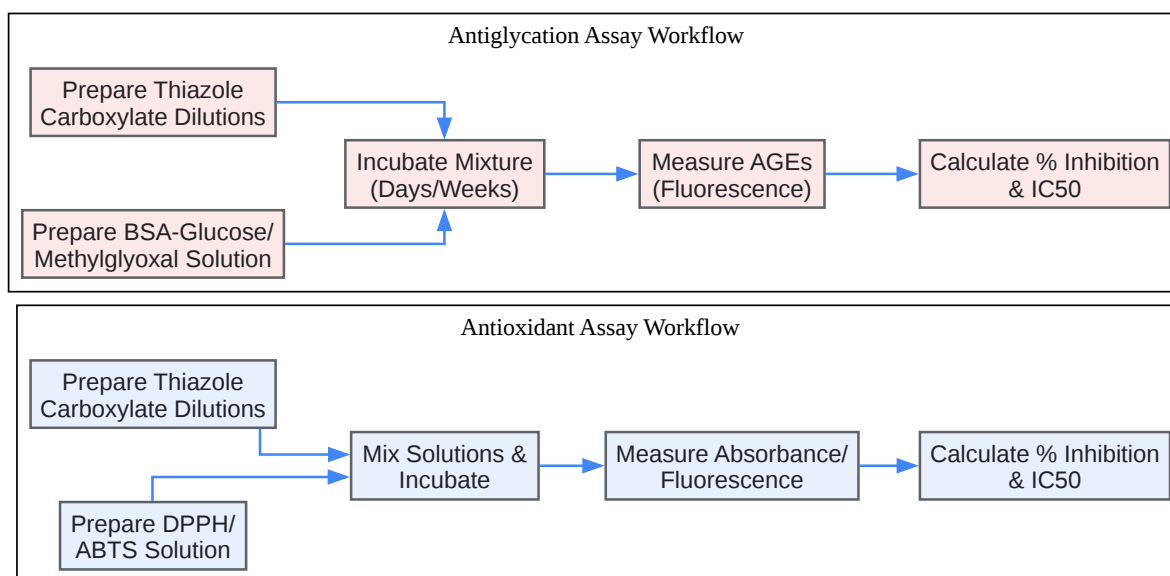 Antiglycation Assay Workflow
Prepare Thiazole
Carboxylate Dilutions
Prepare BSA-Glucose/
Methylglyoxal Solution
Incubate Mixture
(Days/Weeks)
Measure AGEs
(Fluorescence)
Calculate % Inhibition
& IC50
Antioxidant Assay Workflow
Prepare Thiazole
Carboxylate Dilutions
Prepare DPPH/
ABTS Solution
Mix Solutions &
Incubate
Measure Absorbance/
Fluorescence
Calculate % Inhibition
& IC50